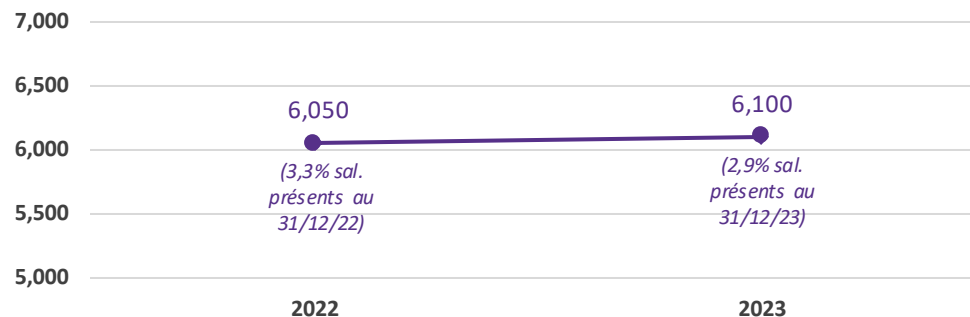 7,000
6,500
6,000
5,500
5,000
6,050
(3,3% sal.
présents au
31/12/22)
6,100
(2,9% sal.
présents au
31/12/23)
2022
2023